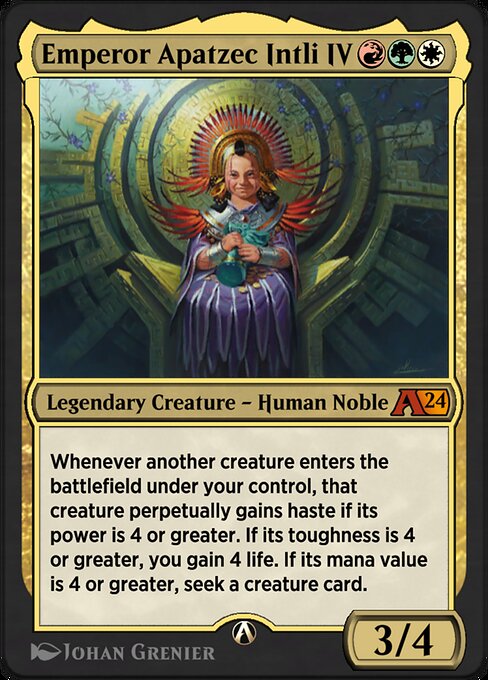 Emperor Apatzec Intli IV
Legendary Creature – Human Noble A24
Whenever another creature enters the
battlefield under your control, that
creature perpetually gains haste if its
power is 4 or greater. If its toughness is 4
or greater, you gain 4 life. If its mana value
is 4 or greater, seek a creature card.
3/4
Johan Grenier